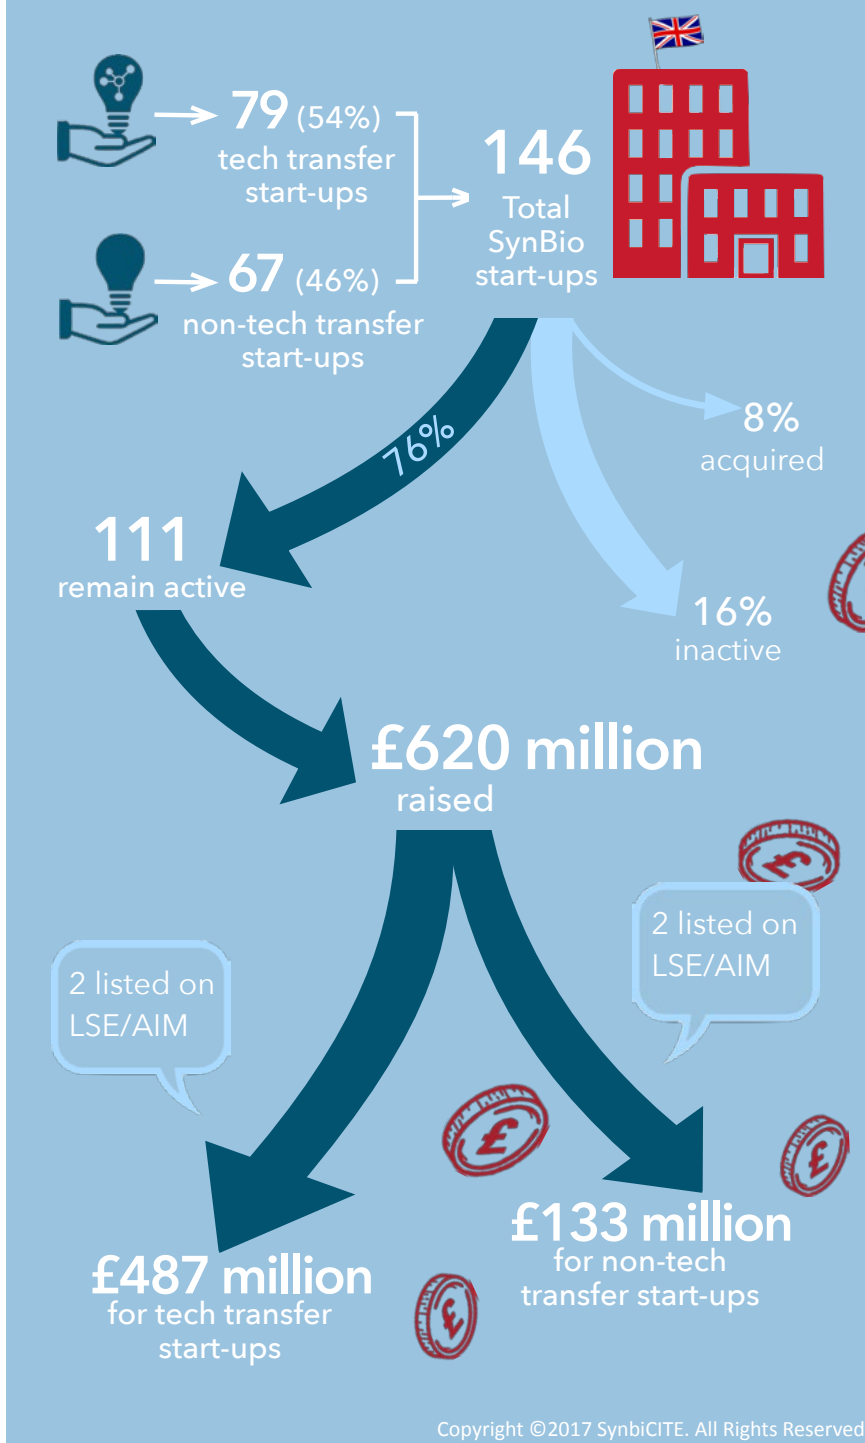 79 (54%)
tech transfer
start-ups
67 (46%)
non-tech transfer
start-ups
146
Total
SynBio
start-ups
76%
8%
acquired
111
remain active
16%
inactive
£620 million
raised
2 listed on
LSE/AIM
2 listed on
LSE/AIM
£487 million
for tech transfer
start-ups
£133 million
for non-tech
transfer start-ups
£
£
£
£
Copyright ©2017 SynbiCITE. All Rights Reserved